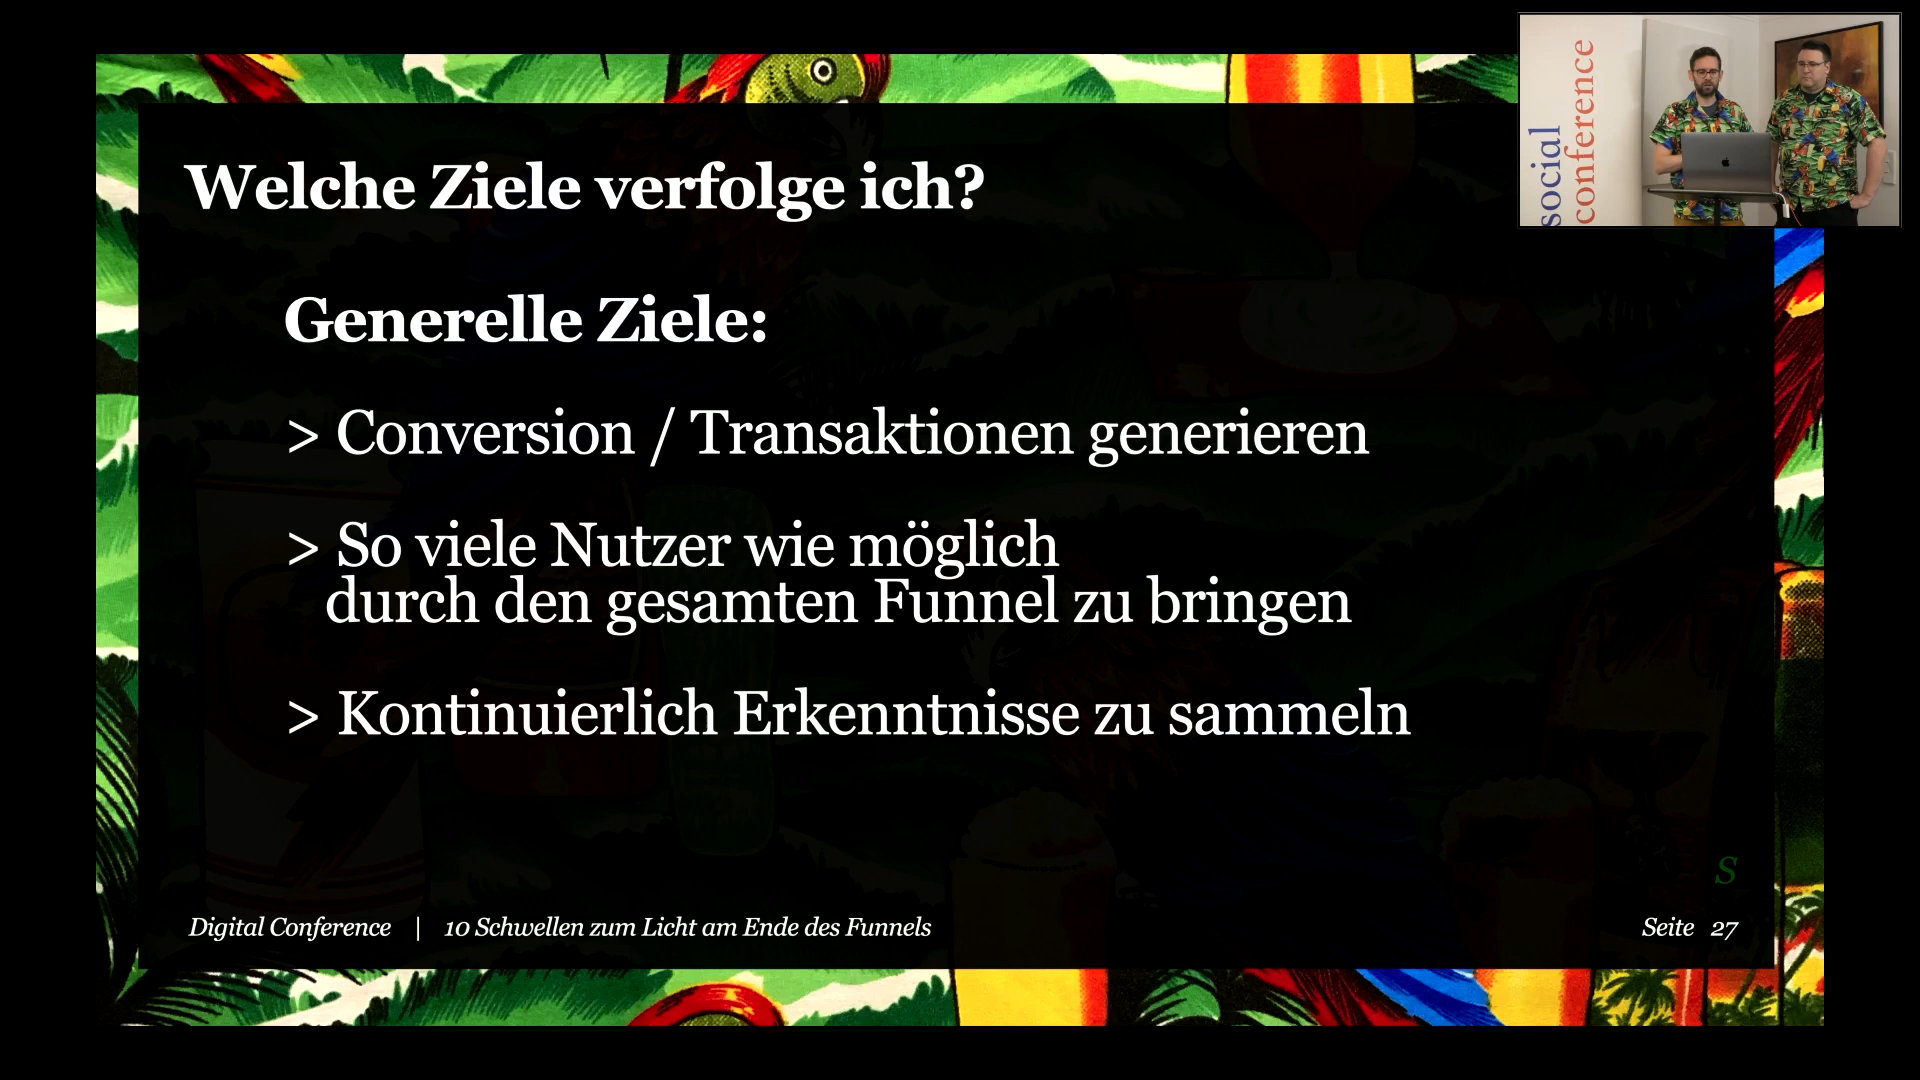 Welche Ziele verfolge ich?
Generelle Ziele:
> Conversion / Transaktionen generieren
> So viele Nutzer wie möglich
durch den gesamten Funnel zu bringen
> Kontinuierlich Erkenntnisse zu sammeln
S
Digital Conference | 10 Schwellen zum Licht am Ende des Funnels
Seite 27
social
conference